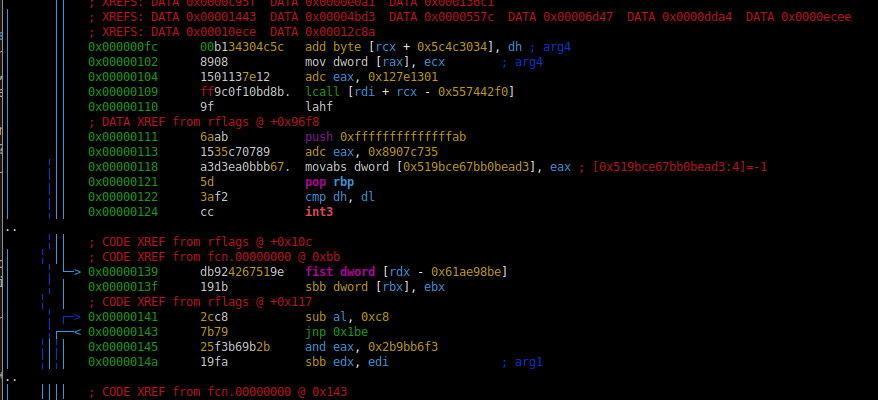 ; XREFS: DATA 0x0000c95f DATA 0x0000e0a1 DATA 0x000136c1
; XREFS: DATA 0x00001443 DATA 0x00004bd3 DATA 0x0000557c DATA 0x00006d47 DATA 0x0000dda4 DATA 0x0000ecee
; XREFS: DATA 0x00010ece DATA 0x00012c8a
0x000000fc 00b134304c5c add byte [rcx + 0x5c4c3034], dh ; arg4
0x00000102 8908 mov dword [rax], ecx ; arg4
0x00000104 1501137e12 adc eax, 0x127e1301
0x00000109 ff9c0f10bd8b. lcall [rdi + rcx - 0x557442f0]
0x00000110 9f lahf
; DATA XREF from rflags @ +0x96f8
0x00000111 6aab push 0xffffffffffffffab
0x00000113 1535c70789 adc eax, 0x8907c735
0x00000118 a3d3ea0bbb67. movabs dword [0x519bce67bb0bead3], eax ; [0x519bce67bb0bead3:4]=-1
0x00000121 5d pop rbp
0x00000122 3af2 cmp dh, dl
0x00000124 cc int3
..
; CODE XREF from rflags @ +0x10c
; CODE XREF from fcn.00000000 @ 0xbb
0x00000139 db924267519e fist dword [rdx - 0x61ae98be]
0x0000013f 191b sbb dword [rbx], ebx
; CODE XREF from rflags @ +0x117
0x00000141 2cc8 sub al, 0xc8
0x00000143 7b79 jnp 0x1be
0x00000145 25f3b69b2b and eax, 0x2b9bb6f3
0x0000014a 19fa sbb edx, edi ; arg1
..
; CODE XREF from fcn.00000000 @ 0x143